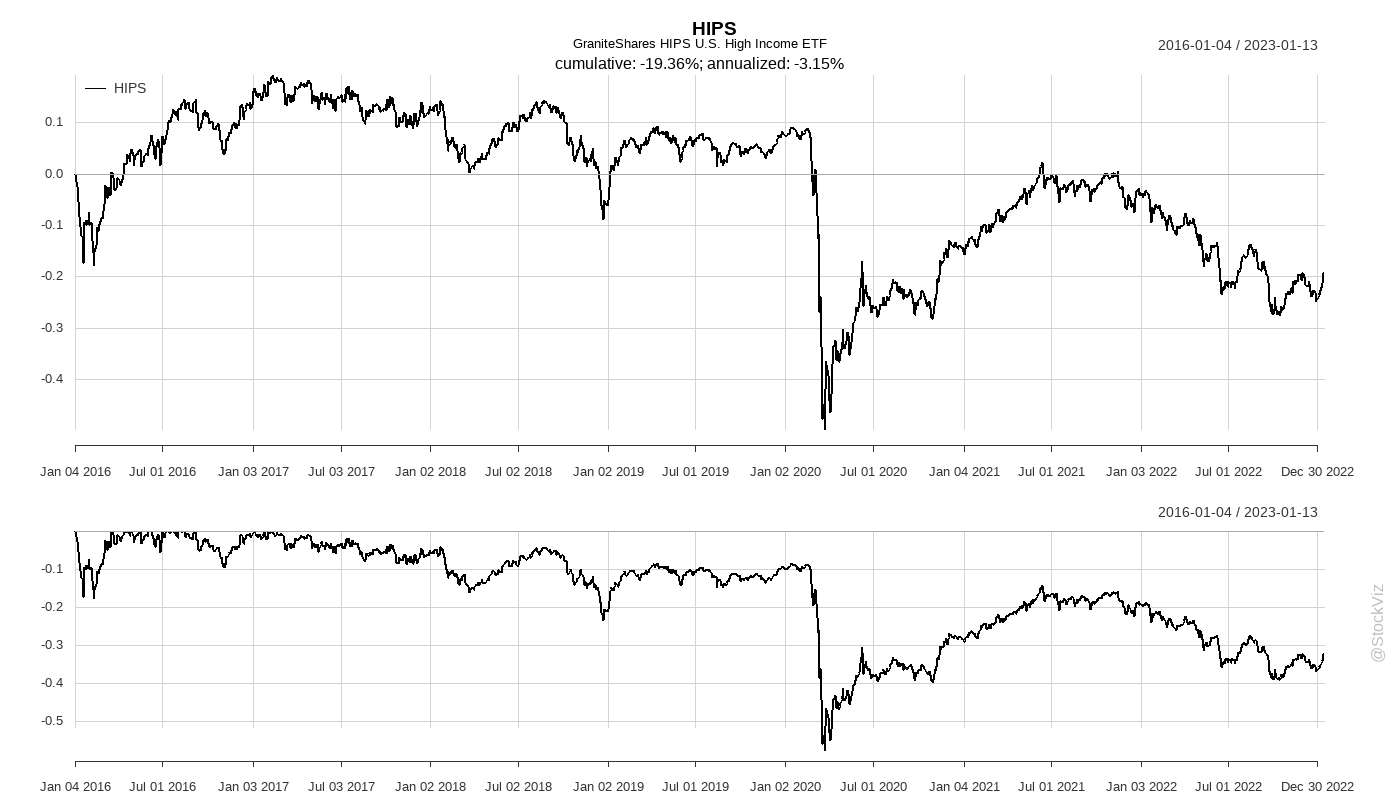 HIPS
GraniteShares HIPS U.S. High Income ETF
cumulative: -19.36%; annualized: -3.15%
2016-01-04 / 2023-01-13
HIPS
0.1
0.0
-0.1
-0.2
-0.3
-0.4
Jan 04 2016 Jul 01 2016 Jan 03 2017 Jul 03 2017 Jan 02 2018 Jul 02 2018 Jan 02 2019 Jul 01 2019 Jan 02 2020 Jul 01 2020 Jan 04 2021 Jul 01 2021 Jan 03 2022 Jul 01 2022 Dec 30 2022
2016-01-04 / 2023-01-13
-0.1
-0.2
-0.3
-0.4
-0.5
Jan 04 2016 Jul 01 2016 Jan 03 2017 Jul 03 2017 Jan 02 2018 Jul 02 2018 Jan 02 2019 Jul 01 2019 Jan 02 2020 Jul 01 2020 Jan 04 2021 Jul 01 2021 Jan 03 2022 Jul 01 2022 Dec 30 2022
@StockViz